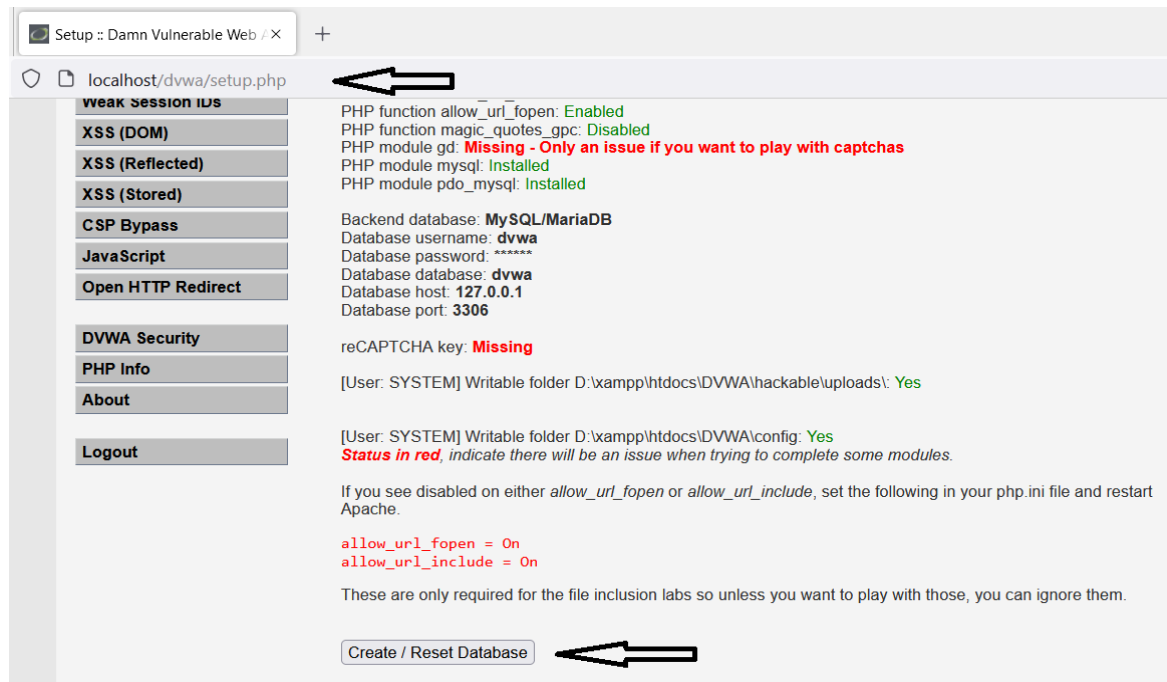 Setup :: Damn Vulnerable Web A
localhost/dvwa/setup.php
Weak Session IDs
XSS (DOM)
XSS (Reflected)
XSS (Stored)
CSP Bypass
JavaScript
Open HTTP Redirect
DVWA Security
PHP Info
About
Logout
PHP function allow_url_fopen: Enabled
PHP function magic_quotes_gpc: Disabled
PHP module gd: Missing - Only an issue if you want to play with captchas
PHP module mysql: Installed
PHP module pdo_mysql: Installed
Backend database: MySQL/MariaDB
Database username: dvwa
Database password: ******
Database database: dvwa
Database host: 127.0.0.1
Database port: 3306
reCAPTCHA key: Missing
[User: SYSTEM] Writable folder D:\xampp\htdocs\DVWA\hackable\uploads\: Yes
[User: SYSTEM] Writable folder D:\xampp\htdocs\DVWA\config: Yes
Status in red, indicate there will be an issue when trying to complete some modules.
If you see disabled on either allow_url_fopen or allow_url_include, set the following in your php.ini file and restart
Apache.
allow_url_fopen = On
allow_url_include = On
These are only required for the file inclusion labs so unless you want to play with those, you can ignore them.
Create / Reset Database